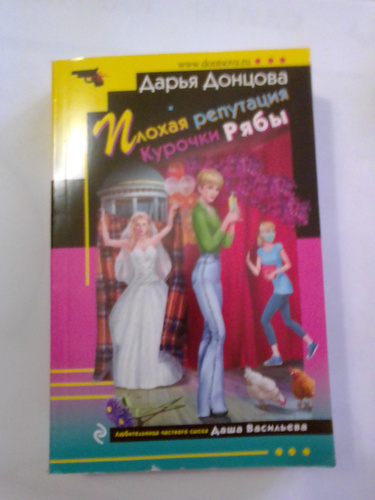 www.dontsova.ru
Дарья Донцова
Плохая репутация
Курочки Рябы
Любительница частного сыска Даша Васильева